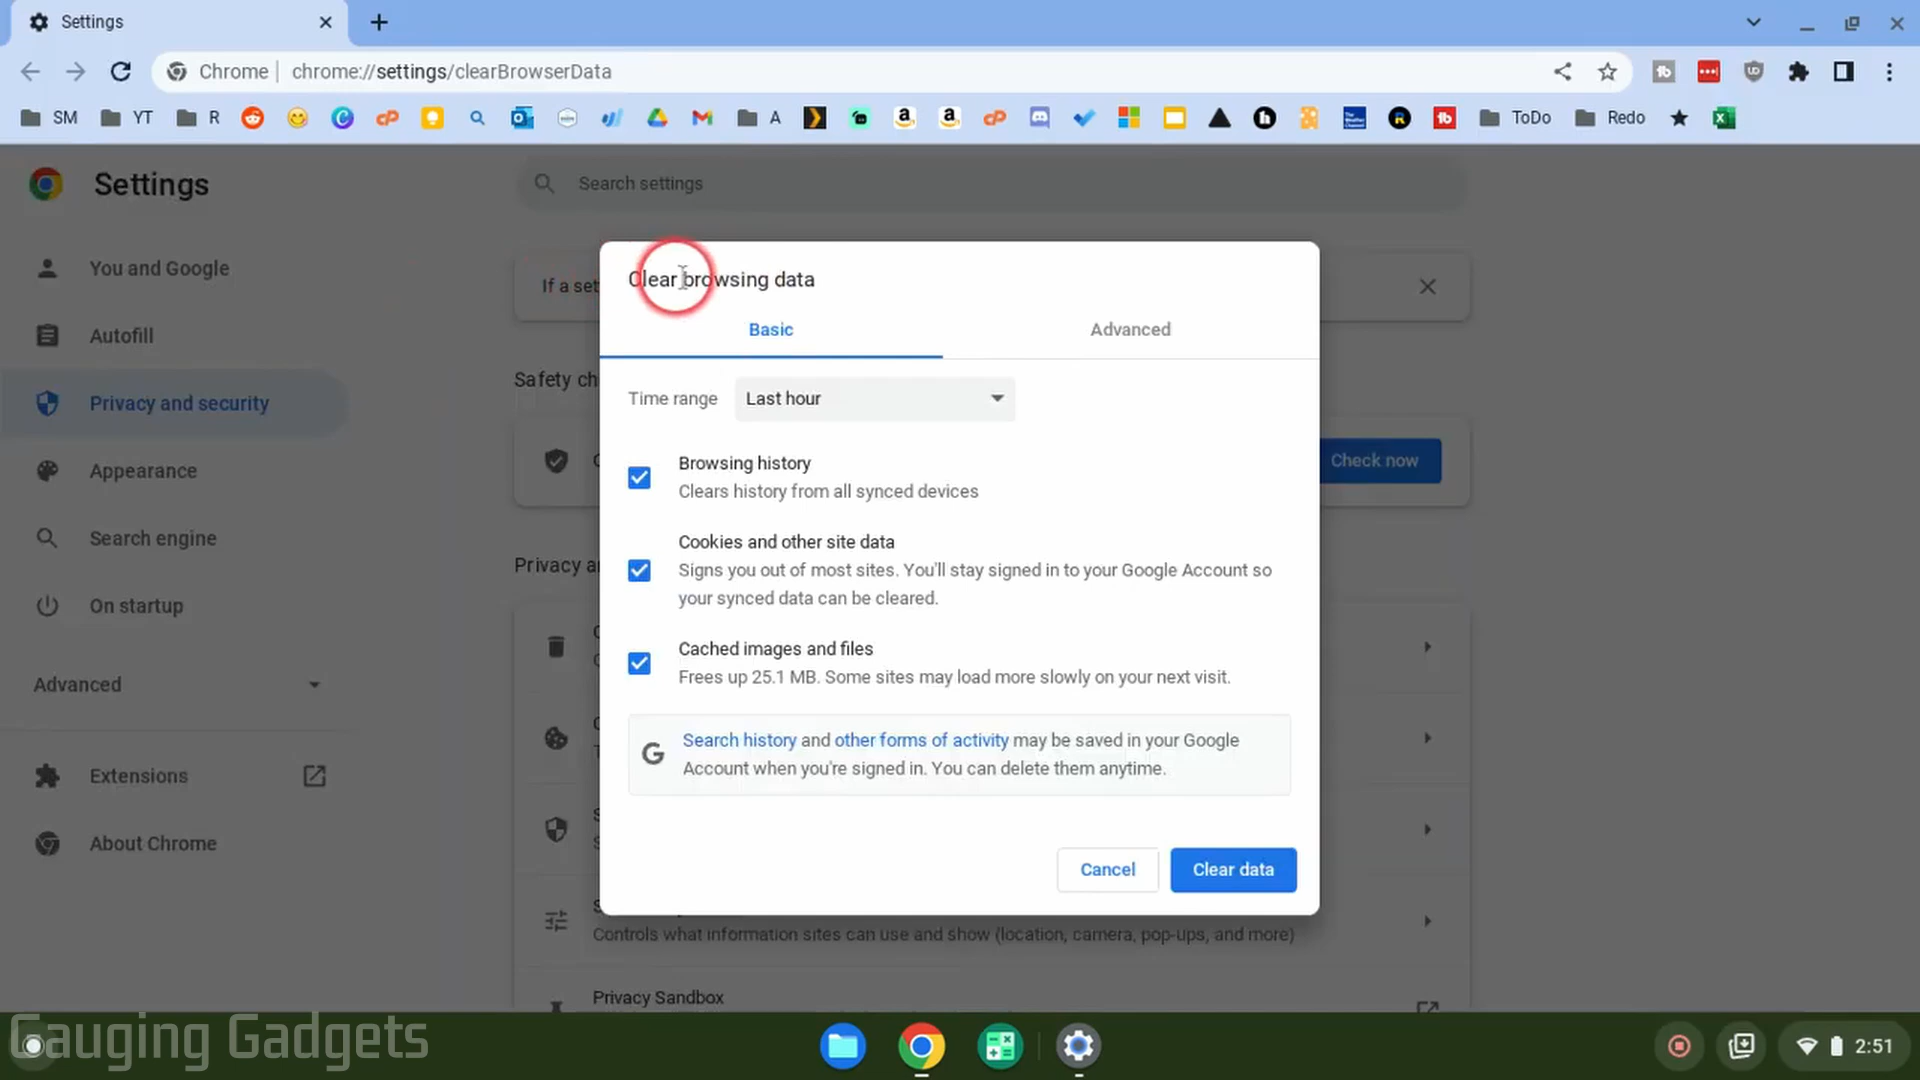 Settings
Chrome
chrome://settings/clearBrowserData
SM
YT
R
A
ToDo
Redo
Settings
Search settings
You and Google
Autofill
Privacy and security
Appearance
Search engine
On startup
Advanced
Extensions
About Chrome
If a set
Safety ch
Check now
Privacy a
Clear browsing data
Basic
Advanced
Time range
Last hour
Browsing history
Clears history from all synced devices
Cookies and other site data
Signs you out of most sites. You'll stay signed in to your Google Account so
your synced data can be cleared.
Cached images and files
Frees up 25.1 MB. Some sites may load more slowly on your next visit.
Search history and other forms of activity may be saved in your Google
Account when you're signed in. You can delete them anytime.
Cancel
Clear data
Controls what information sites can use and show (location, camera, pop-ups, and more)
Privacy Sandbox
Gauging Gadgets
2:51